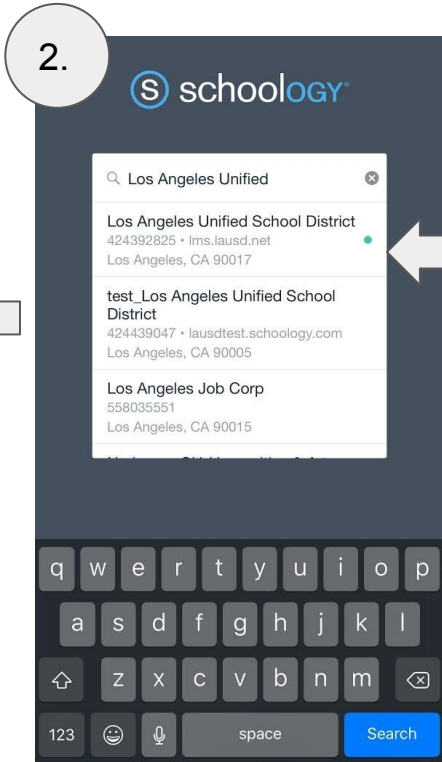 2.
S schoology
Los Angeles Unified
Los Angeles Unified School District
424392825 • lms.lausd.net
Los Angeles, CA 90017
test_Los Angeles Unified School
District
424439047 • lausdtest.schoology.com
Los Angeles, CA 90005
Los Angeles Job Corp
558035551
Los Angeles, CA 90015
q w e r t y u i o p
a s d f g h j k l
z x c v b n m
123 space Search